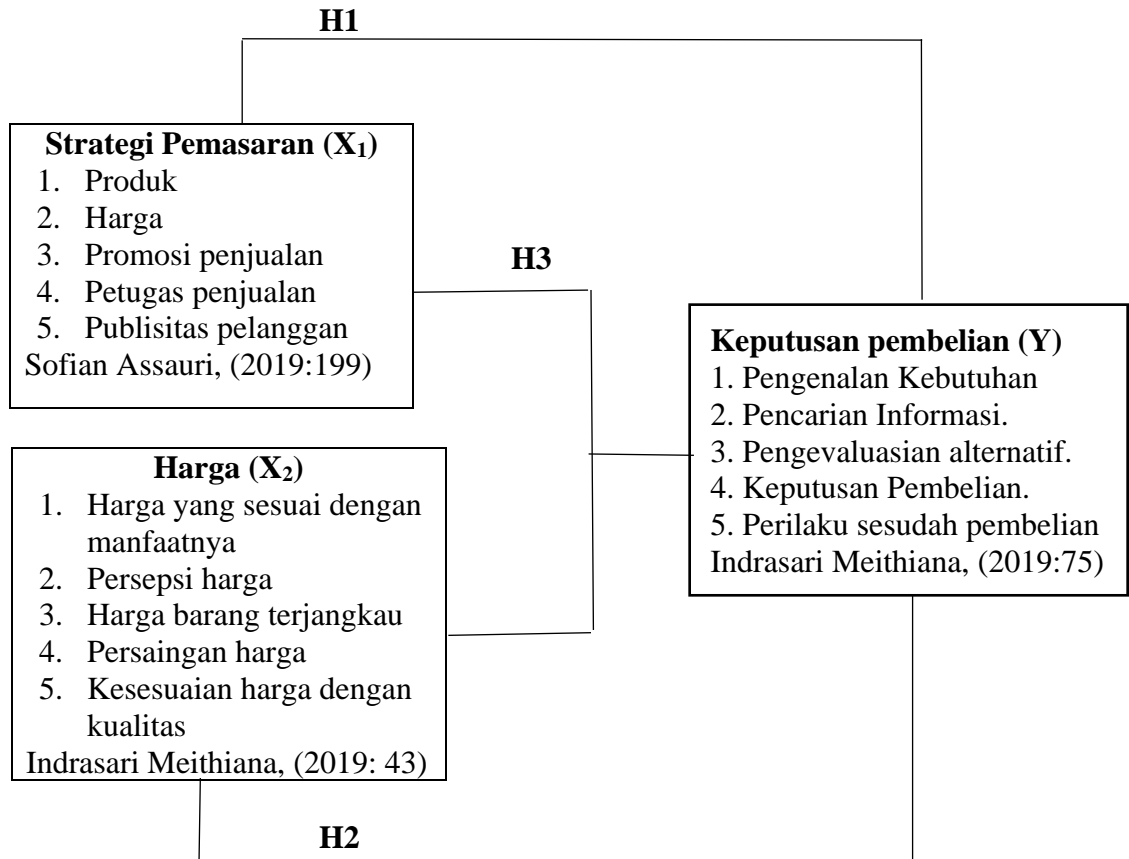 H1
Strategi Pemasaran (X₁)
1. Produk
2. Harga
3. Promosi penjualan
4. Petugas penjualan
5. Publisitas pelanggan
Sofian Assauri, (2019:199)
H3
Keputusan pembelian (Y)
1. Pengenalan Kebutuhan
2. Pencarian Informasi.
3. Pengevaluasian alternatif.
4. Keputusan Pembelian.
5. Perilaku sesudah pembelian
Indrasari Meithiana, (2019:75)
Harga (X₂)
1. Harga yang sesuai dengan
manfaatnya
2. Persepsi harga
3. Harga barang terjangkau
4. Persaingan harga
5. Kesesuaian harga dengan
kualitas
Indrasari Meithiana, (2019: 43)
H2